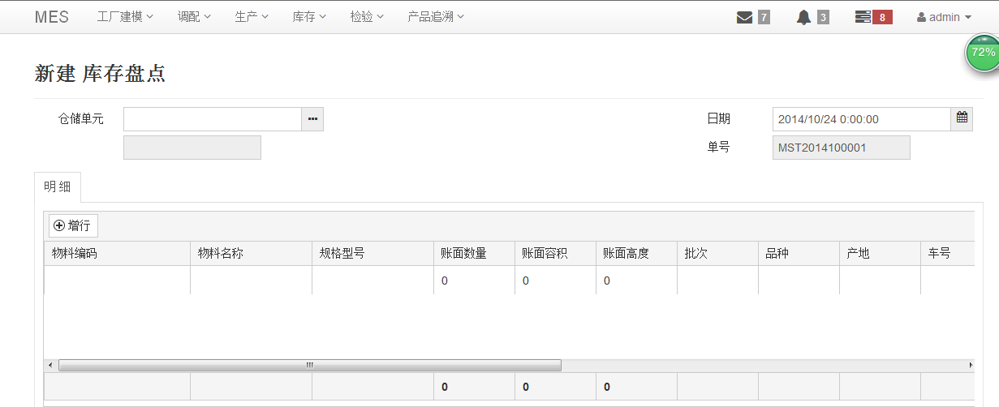 MES 工厂建模 调配 生产 库存 检验 产品追溯 7 3 8 admin
72%
新建 库存盘点
仓储单元 日期 2014/10/24 0:00:00
单号 MST2014100001
明细
增行
物料编码 物料名称 规格型号 账面数量 账面容积 账面高度 批次 品种 产地 车号
0 0 0
0 0 0